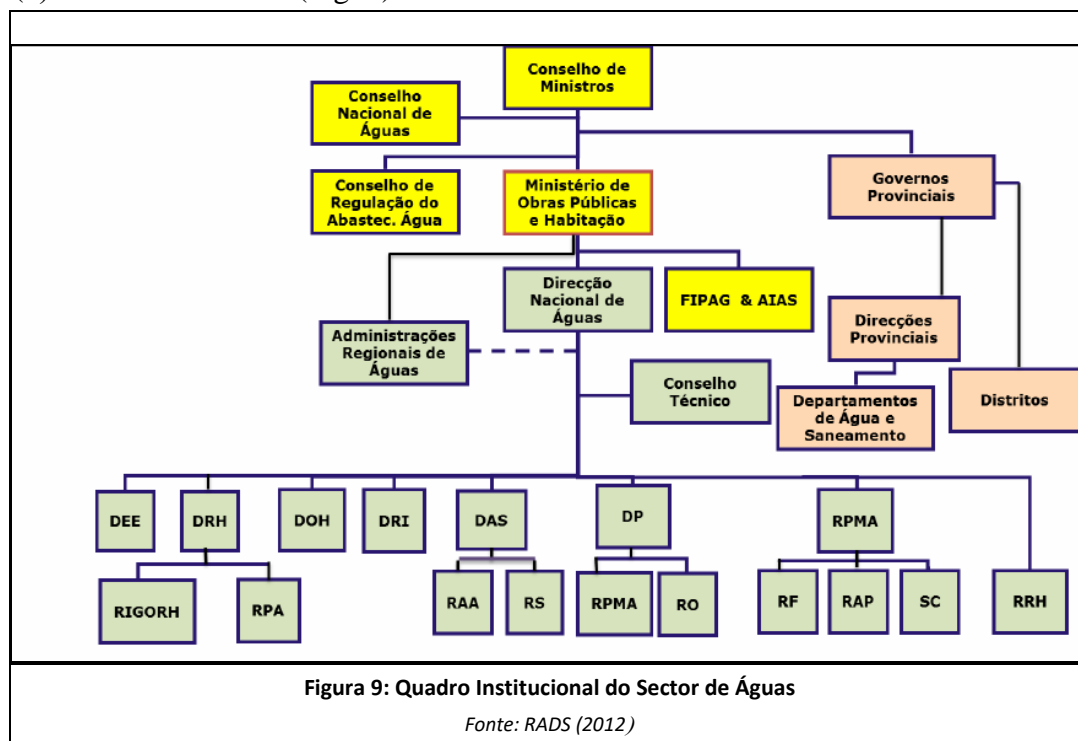 Conselho de
Ministros
Conselho
Nacional de
Águas
Conselho de
Regulação do
Abastec. Água
Ministério de
Obras Públicas
e Habitação
Governos
Provinciais
Direcção
Nacional de
Águas
FIPAG & AIAS
Administrações
Regionais de
Águas
Direcções
Provinciais
Conselho
Técnico
Departamentos
de Água e
Saneamento
Distritos
DEE
DRH
DOH
DRI
DAS
DP
RPMA
RIGORH
RPA
RAA
RS
RPMA
RO
RF
RAP
SC
RRH
Figura 9: Quadro Institucional do Sector de Águas
Fonte: RADS (2012)